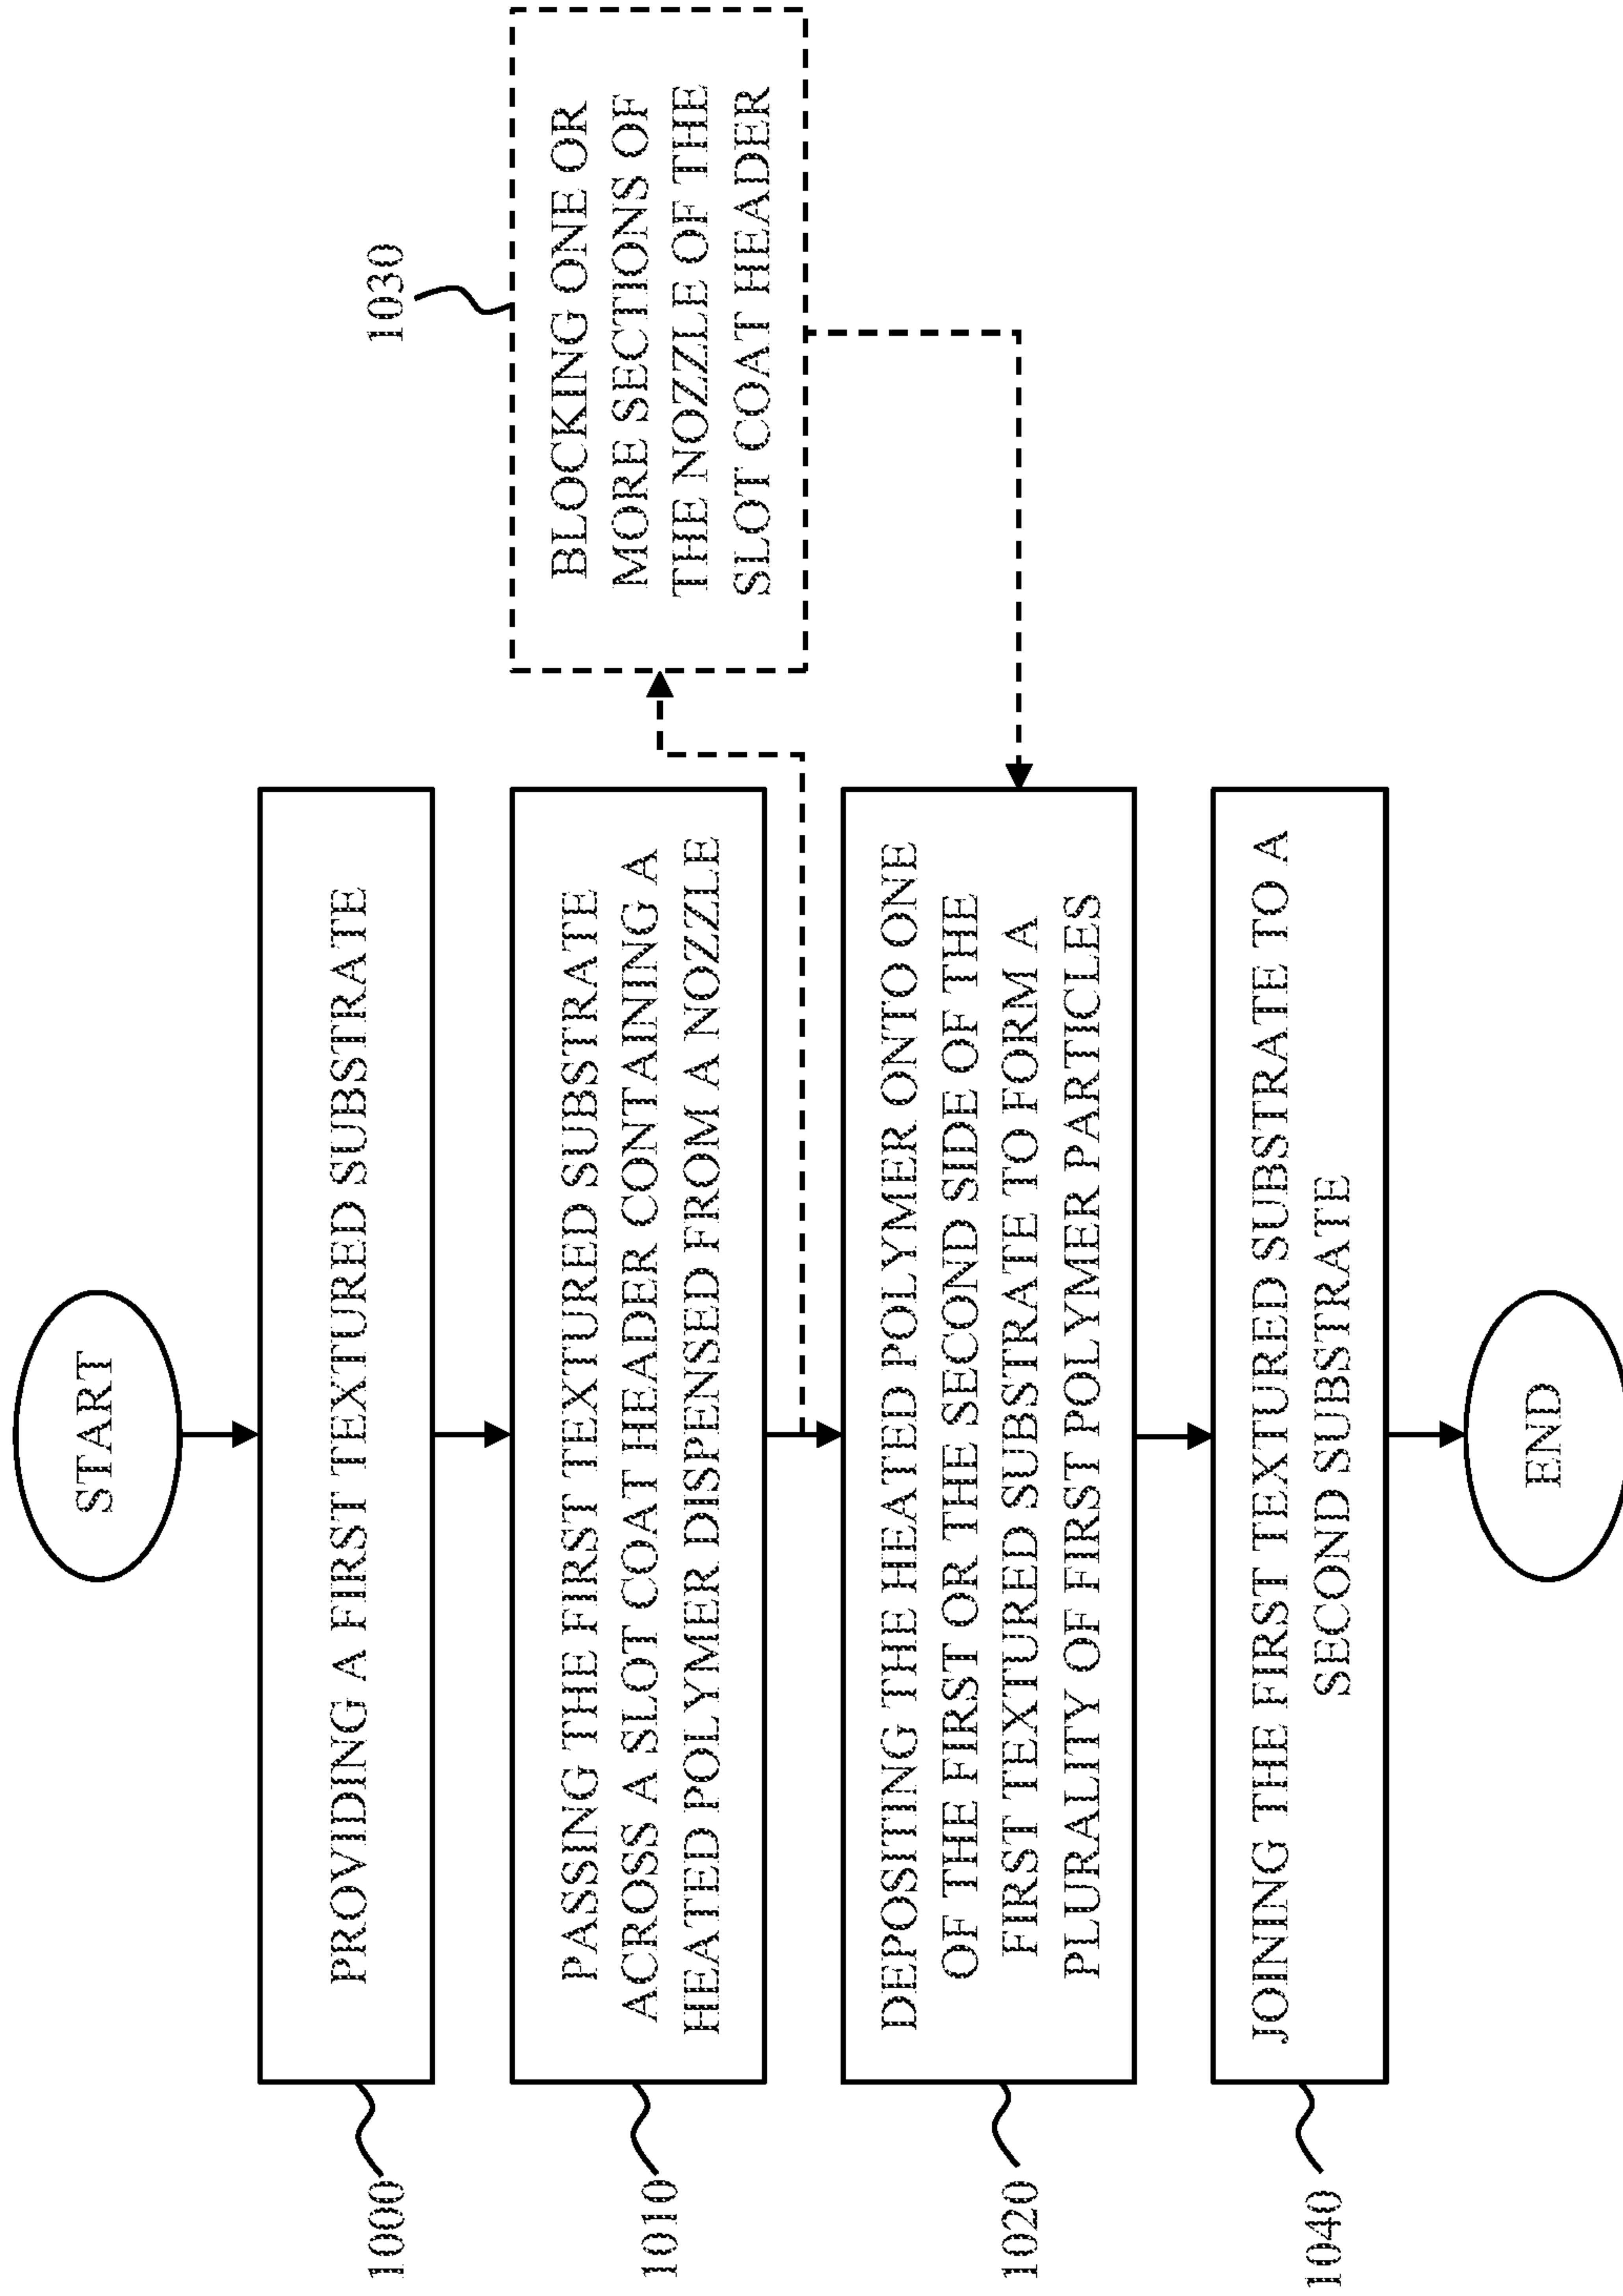 START
PROVIDING A FIRST TEXTURED SUBSTRATE
1000
PASSING THE FIRST TEXTURED SUBSTRATE
ACROSS A SLOT COAT HEADER CONTAINING A
HEATED POLYMER DISPENSED FROM A NOZZLE
1010
1030
BLOCKING ONE OR
MORE SECTIONS OF
THE NOZZLE OF THE
SLOT COAT HEADER
DEPOSITING THE HEATED POLYMER ONTO ONE
OF THE FIRST OR THE SECOND SIDE OF THE
FIRST TEXTURED SUBSTRATE TO FORM A
PLURALITY OF FIRST POLYMER PARTICLES
1020
JOINING THE FIRST TEXTURED SUBSTRATE TO A
SECOND SUBSTRATE
1040
END